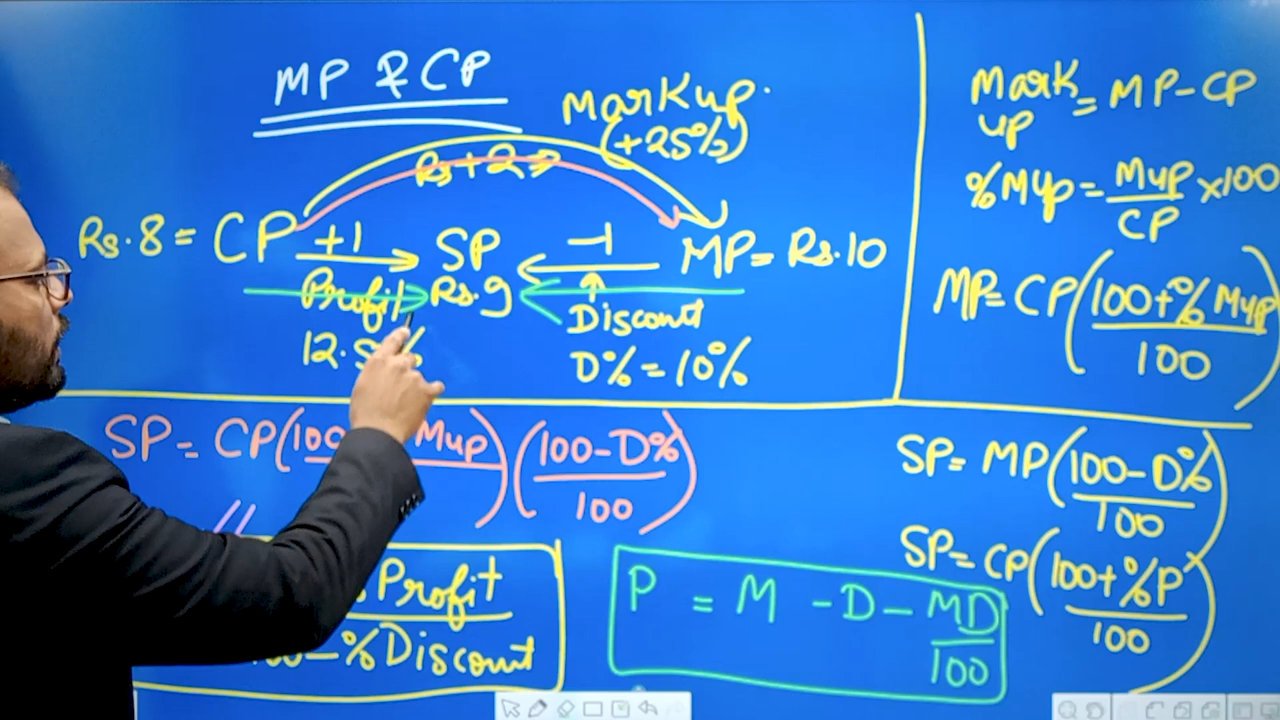 MP & CP
Markup
(+25%)
Rs +2
Rs. 8 = CP +1 SP -1 MP = Rs. 10
Profit Rs. 9 Discount
12.5% D% = 10%
Mark up = MP - CP
% Mup = Mup/CP × 100
MP = CP (100 + % Mup / 100)
SP = CP (100 Mup) (100 - D% / 100)
SP = MP (100 - D% / 100)
SP = CP (100 + % P / 100)
Profit
- % Discount
P = M - D - MD/100